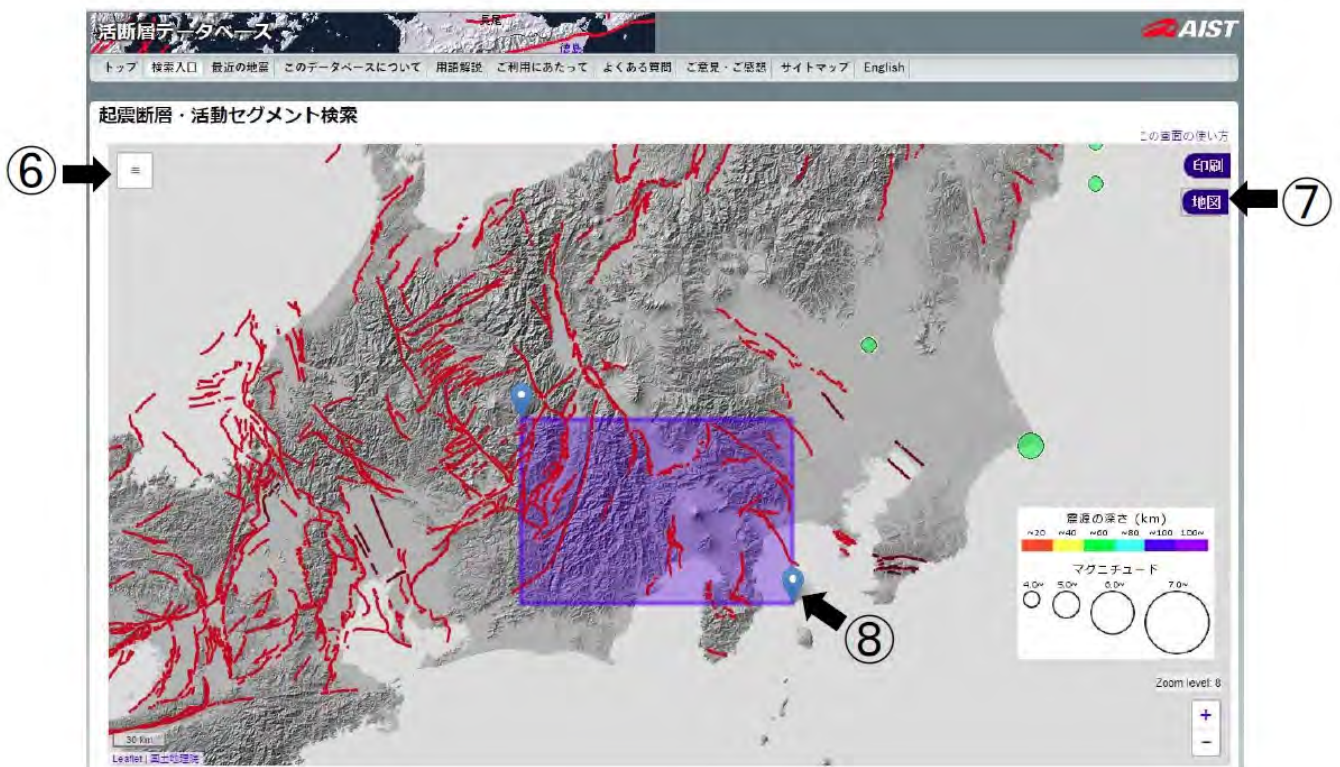 長尾
活断層データベース
徳島
AIST
トップ 検索入口 最近の地震 このデータベースについて 用語解説 ご利用にあたって よくある質問 ご意見・ご感想 サイトマップ English
起震断層・活動セグメント検索
この画面の使い方
⑥
≡
印刷
地図
⑦
震源の深さ (km)
~20 ~40 ~60 ~80 ~100 100~
マグニチュード
4.0~ 5.0~ 6.0~ 7.0~
⑧
Zoom level: 8
+
−
30 km
Leaflet | 国土地理院